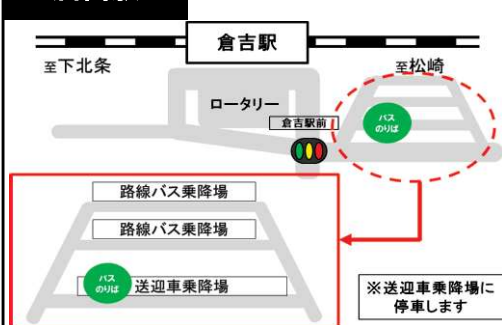 倉吉駅
至下北条
至松崎
ロータリー
倉吉駅前
バス
のりば
路線バス乗降場
路線バス乗降場
バス
のりば
送迎車乗降場
※送迎車乗降場に
停車します